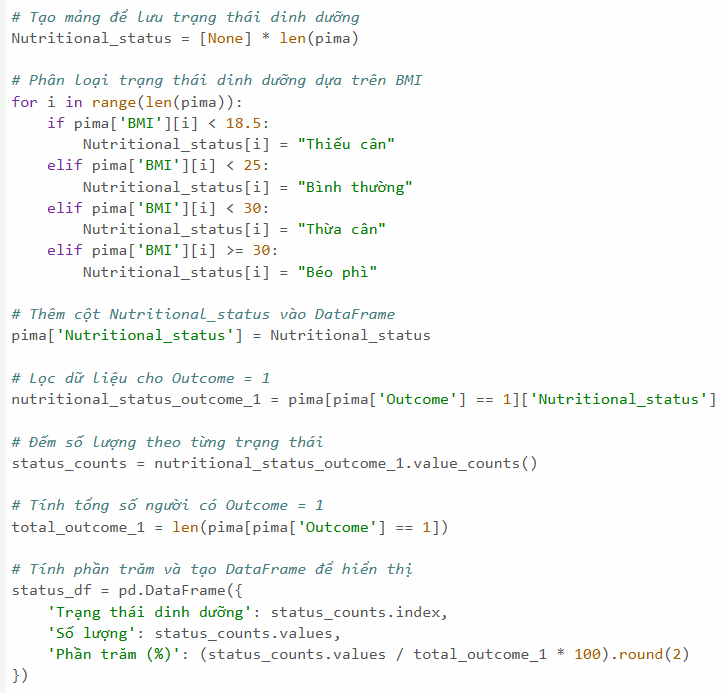 # Tạo mảng để lưu trạng thái dinh dưỡng
Nutritional_status = [None] * len(pima)

# Phân loại trạng thái dinh dưỡng dựa trên BMI
for i in range(len(pima)):
    if pima['BMI'][i] < 18.5:
        Nutritional_status[i] = "Thiếu cân"
    elif pima['BMI'][i] < 25:
        Nutritional_status[i] = "Bình thường"
    elif pima['BMI'][i] < 30:
        Nutritional_status[i] = "Thừa cân"
    elif pima['BMI'][i] >= 30:
        Nutritional_status[i] = "Béo phì"

# Thêm cột Nutritional_status vào DataFrame
pima['Nutritional_status'] = Nutritional_status

# Lọc dữ liệu cho Outcome = 1
nutritional_status_outcome_1 = pima[pima['Outcome'] == 1]['Nutritional_status']

# Đếm số lượng theo từng trạng thái
status_counts = nutritional_status_outcome_1.value_counts()

# Tính tổng số người có Outcome = 1
total_outcome_1 = len(pima[pima['Outcome'] == 1])

# Tính phần trăm và tạo DataFrame để hiển thị
status_df = pd.DataFrame({
    'Trạng thái dinh dưỡng': status_counts.index,
    'Số lượng': status_counts.values,
    'Phần trăm (%)': (status_counts.values / total_outcome_1 * 100).round(2)
})